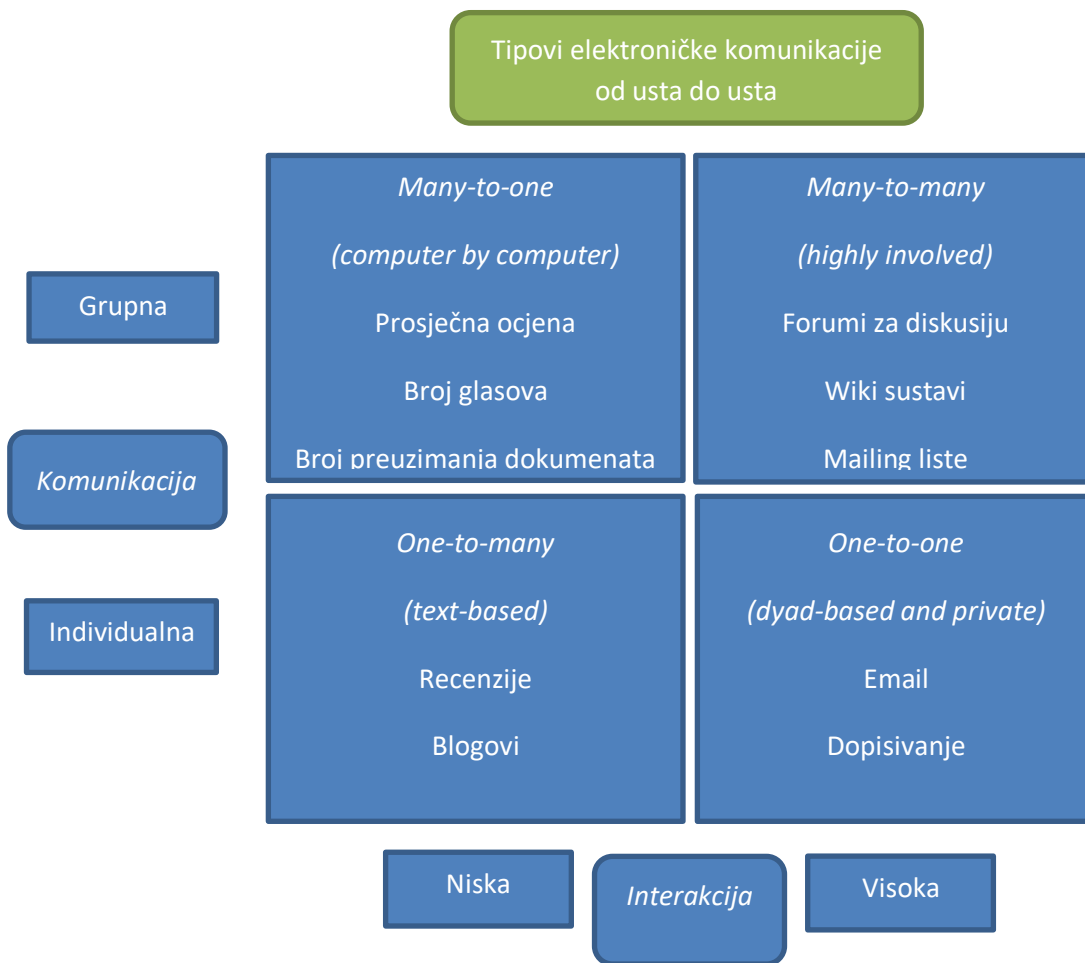 Tipovi elektroničke komunikacije
od usta do usta
Many-to-one
(computer by computer)
Prosječna ocjena
Broj glasova
Broj preuzimanja dokumenata
Many-to-many
(highly involved)
Forumi za diskusiju
Wiki sustavi
Mailing liste
Grupna
Komunikacija
Individualna
One-to-many
(text-based)
Recenzije
Blogovi
One-to-one
(dyad-based and private)
Email
Dopisivanje
Niska
Interakcija
Visoka